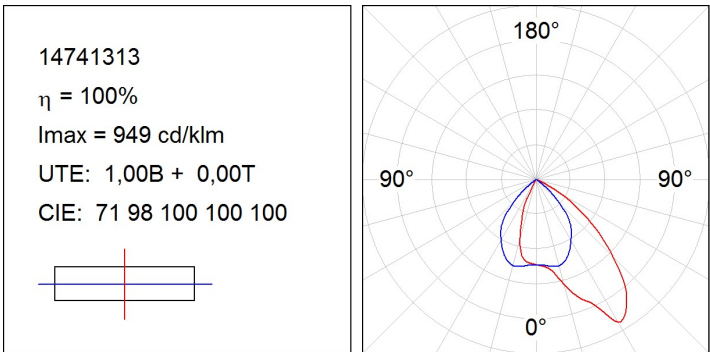 14741313
η = 100%
Imax = 949 cd/klm
UTE: 1,00B + 0,00T
CIE: 71 98 100 100 100
180°
90° 90°
0°